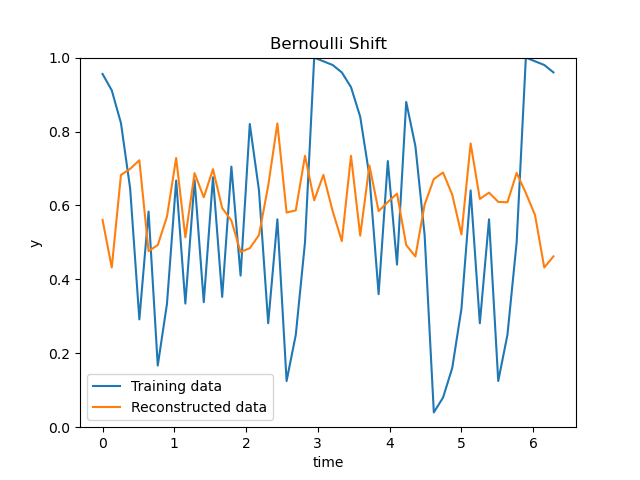 Bernoulli Shift
1.0
0.8
0.6
0.4
0.2
0.0
y
Training data
Reconstructed data
0 1 2 3 4 5 6
time